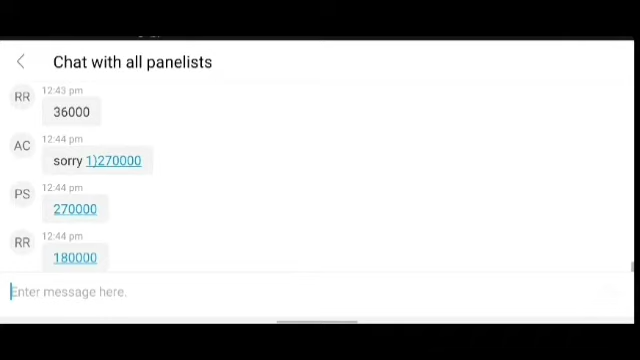 Chat with all panelists
RR
12:43 pm
36000
AC
12:44 pm
sorry 1)270000
PS
12:44 pm
270000
RR
12:44 pm
180000
Enter message here.